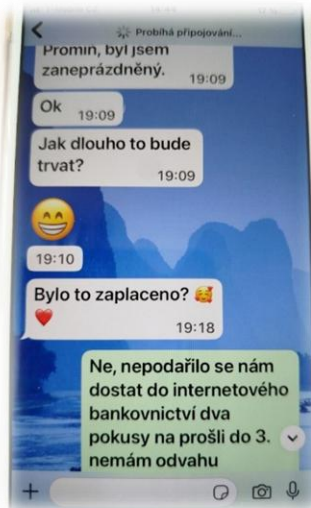 Probíhá připojování...
Promiň, byl jsem
zaneprázdněný.
19:09
Ok
19:09
Jak dlouho to bude
trvat?
19:09
19:10
Bylo to zaplaceno?
19:18
Ne, nepodařilo se nám
dostat do internetového
bankovnictví dva
pokusy na prošli do 3.
nemám odvahu